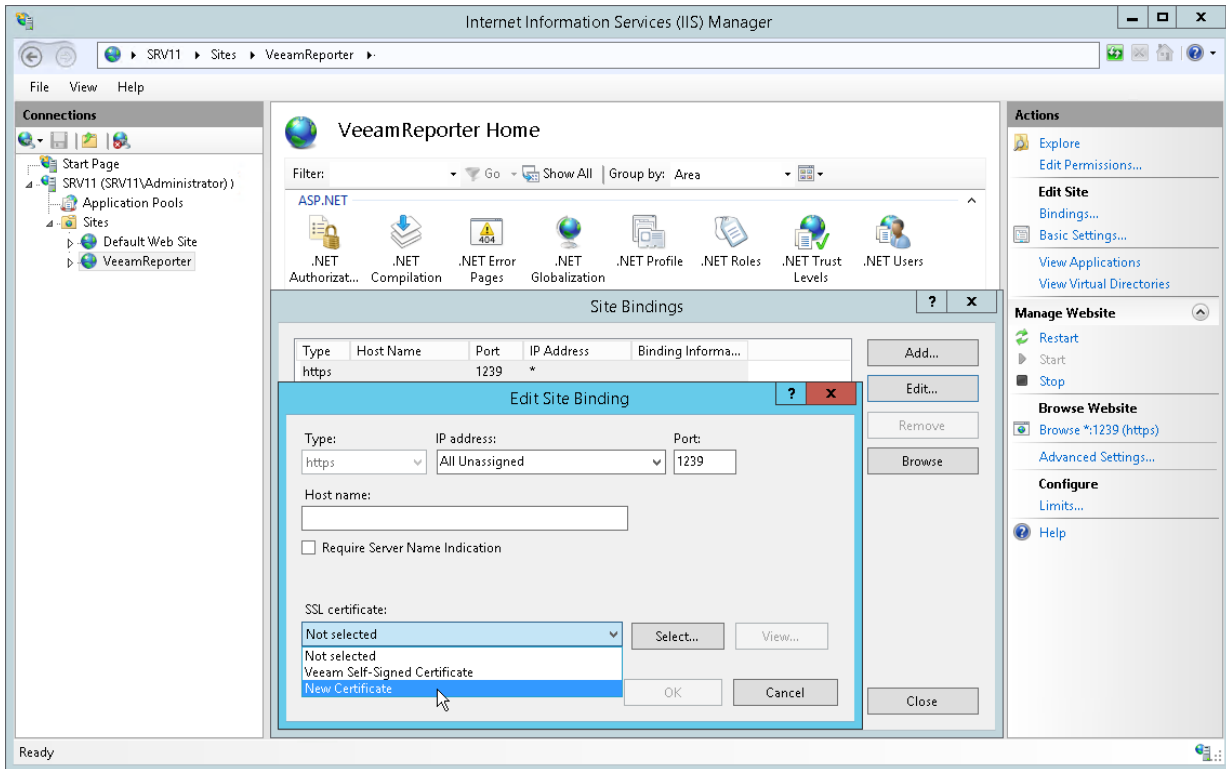 Internet Information Services (IIS) Manager
SRV11 Sites VeeamReporter
File View Help
Connections
Start Page
SRV11 (SRV11\Administrator) )
Application Pools
Sites
Default Web Site
VeeamReporter
VeeamReporter Home
Filter: Go Show All Group by: Area
ASP.NET
404
.NET Authorizat...
.NET Compilation
.NET Error Pages
.NET Globalization
.NET Profile
.NET Roles
.NET Trust Levels
.NET Users
Site Bindings
? x
Type Host Name Port IP Address Binding Informa...
https 1239 *
Add...
Edit...
Remove
Browse
Close
Edit Site Binding
? x
Type: IP address: Port:
https All Unassigned 1239
Host name:
Require Server Name Indication
SSL certificate:
Not selected Select... View...
Not selected
Veeam Self-Signed Certificate
New Certificate
OK Cancel
Actions
Explore
Edit Permissions...
Edit Site
Bindings...
Basic Settings...
View Applications
View Virtual Directories
Manage Website
Restart
Start
Stop
Browse Website
Browse *:1239 (https)
Advanced Settings...
Configure
Limits...
Help
Ready